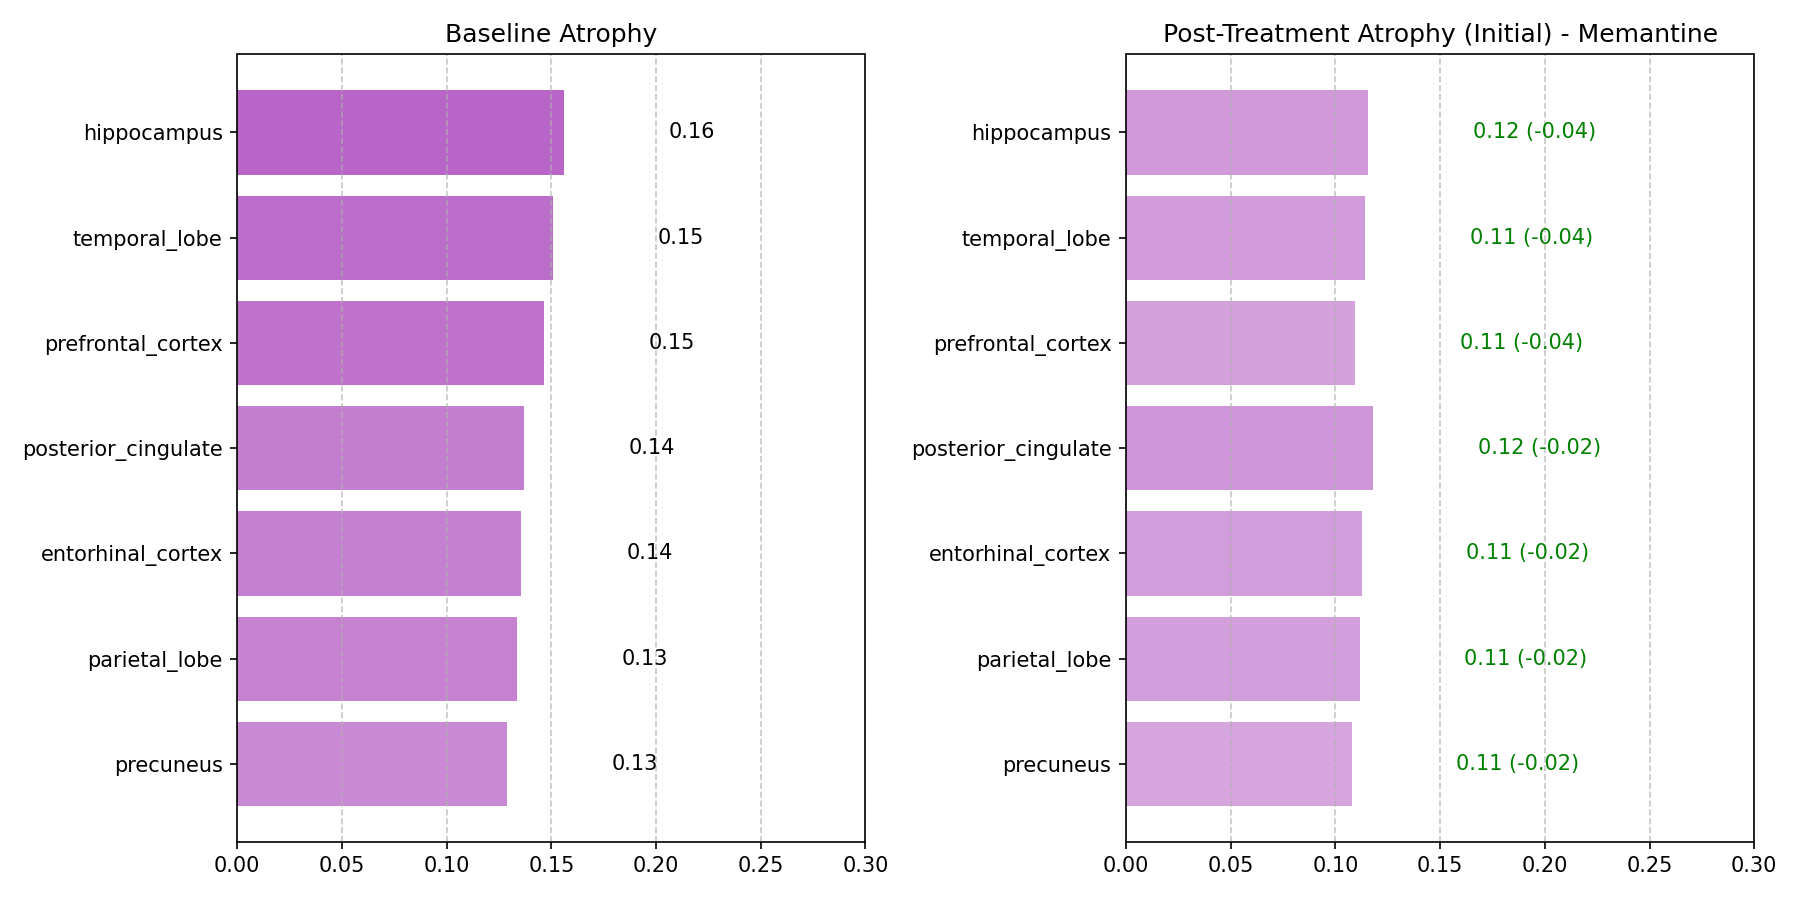 Baseline Atrophy
hippocampus 0.16
temporal_lobe 0.15
prefrontal_cortex 0.15
posterior_cingulate 0.14
entorhinal_cortex 0.14
parietal_lobe 0.13
precuneus 0.13
0.00 0.05 0.10 0.15 0.20 0.25 0.30
Post-Treatment Atrophy (Initial) - Memantine
hippocampus 0.12 (-0.04)
temporal_lobe 0.11 (-0.04)
prefrontal_cortex 0.11 (-0.04)
posterior_cingulate 0.12 (-0.02)
entorhinal_cortex 0.11 (-0.02)
parietal_lobe 0.11 (-0.02)
precuneus 0.11 (-0.02)
0.00 0.05 0.10 0.15 0.20 0.25 0.30